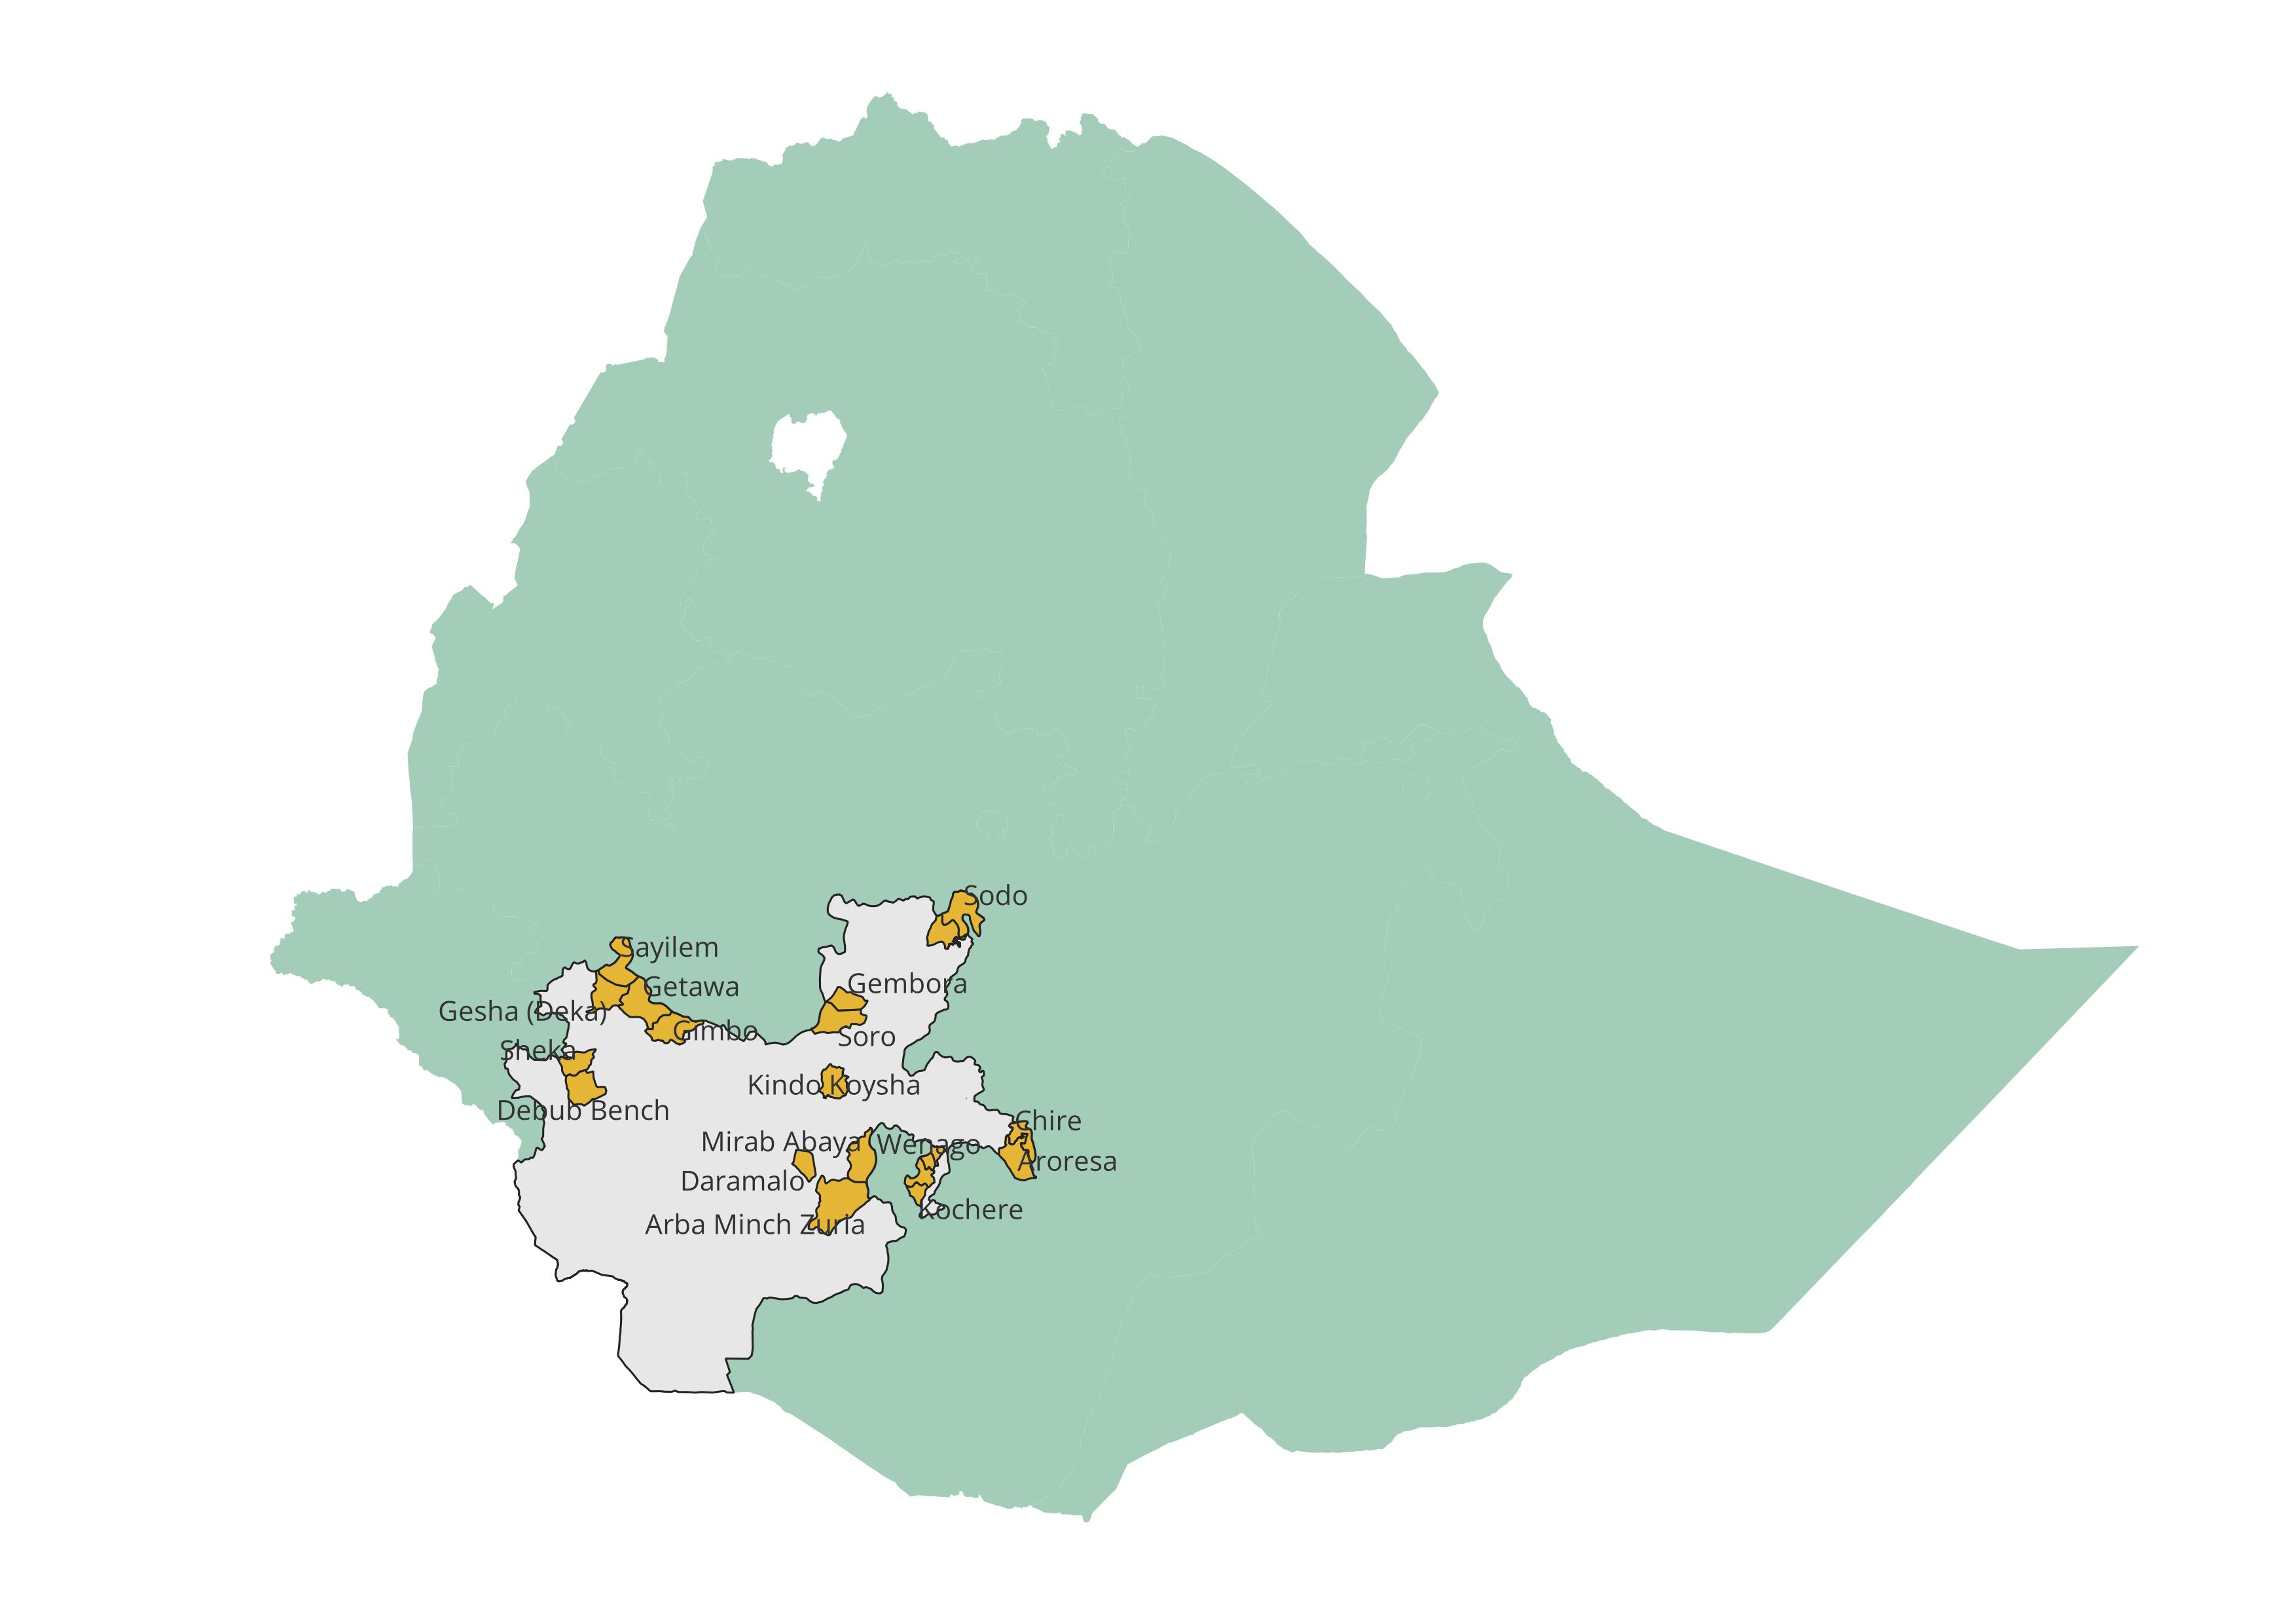 Sodo
Sayilem
Gembora
Getawa
Gesha (Deka)
Gimbo
Soro
Sheka
Kindo Koysha
Debub Bench
Chire
Mirab Abaya
Wenago
Aroresa
Daramalo
Kochere
Arba Minch Zuria